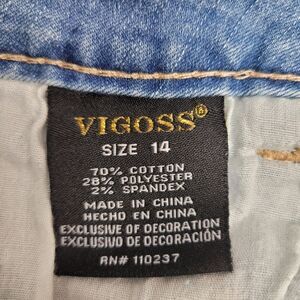 VIGOSS®
SIZE 14
70% COTTON
28% POLYESTER
2% SPANDEX
MADE IN CHINA
HECHO EN CHINA
EXCLUSIVE OF DECORATION
EXCLUSIVO DE DECORATION
RN# 110237